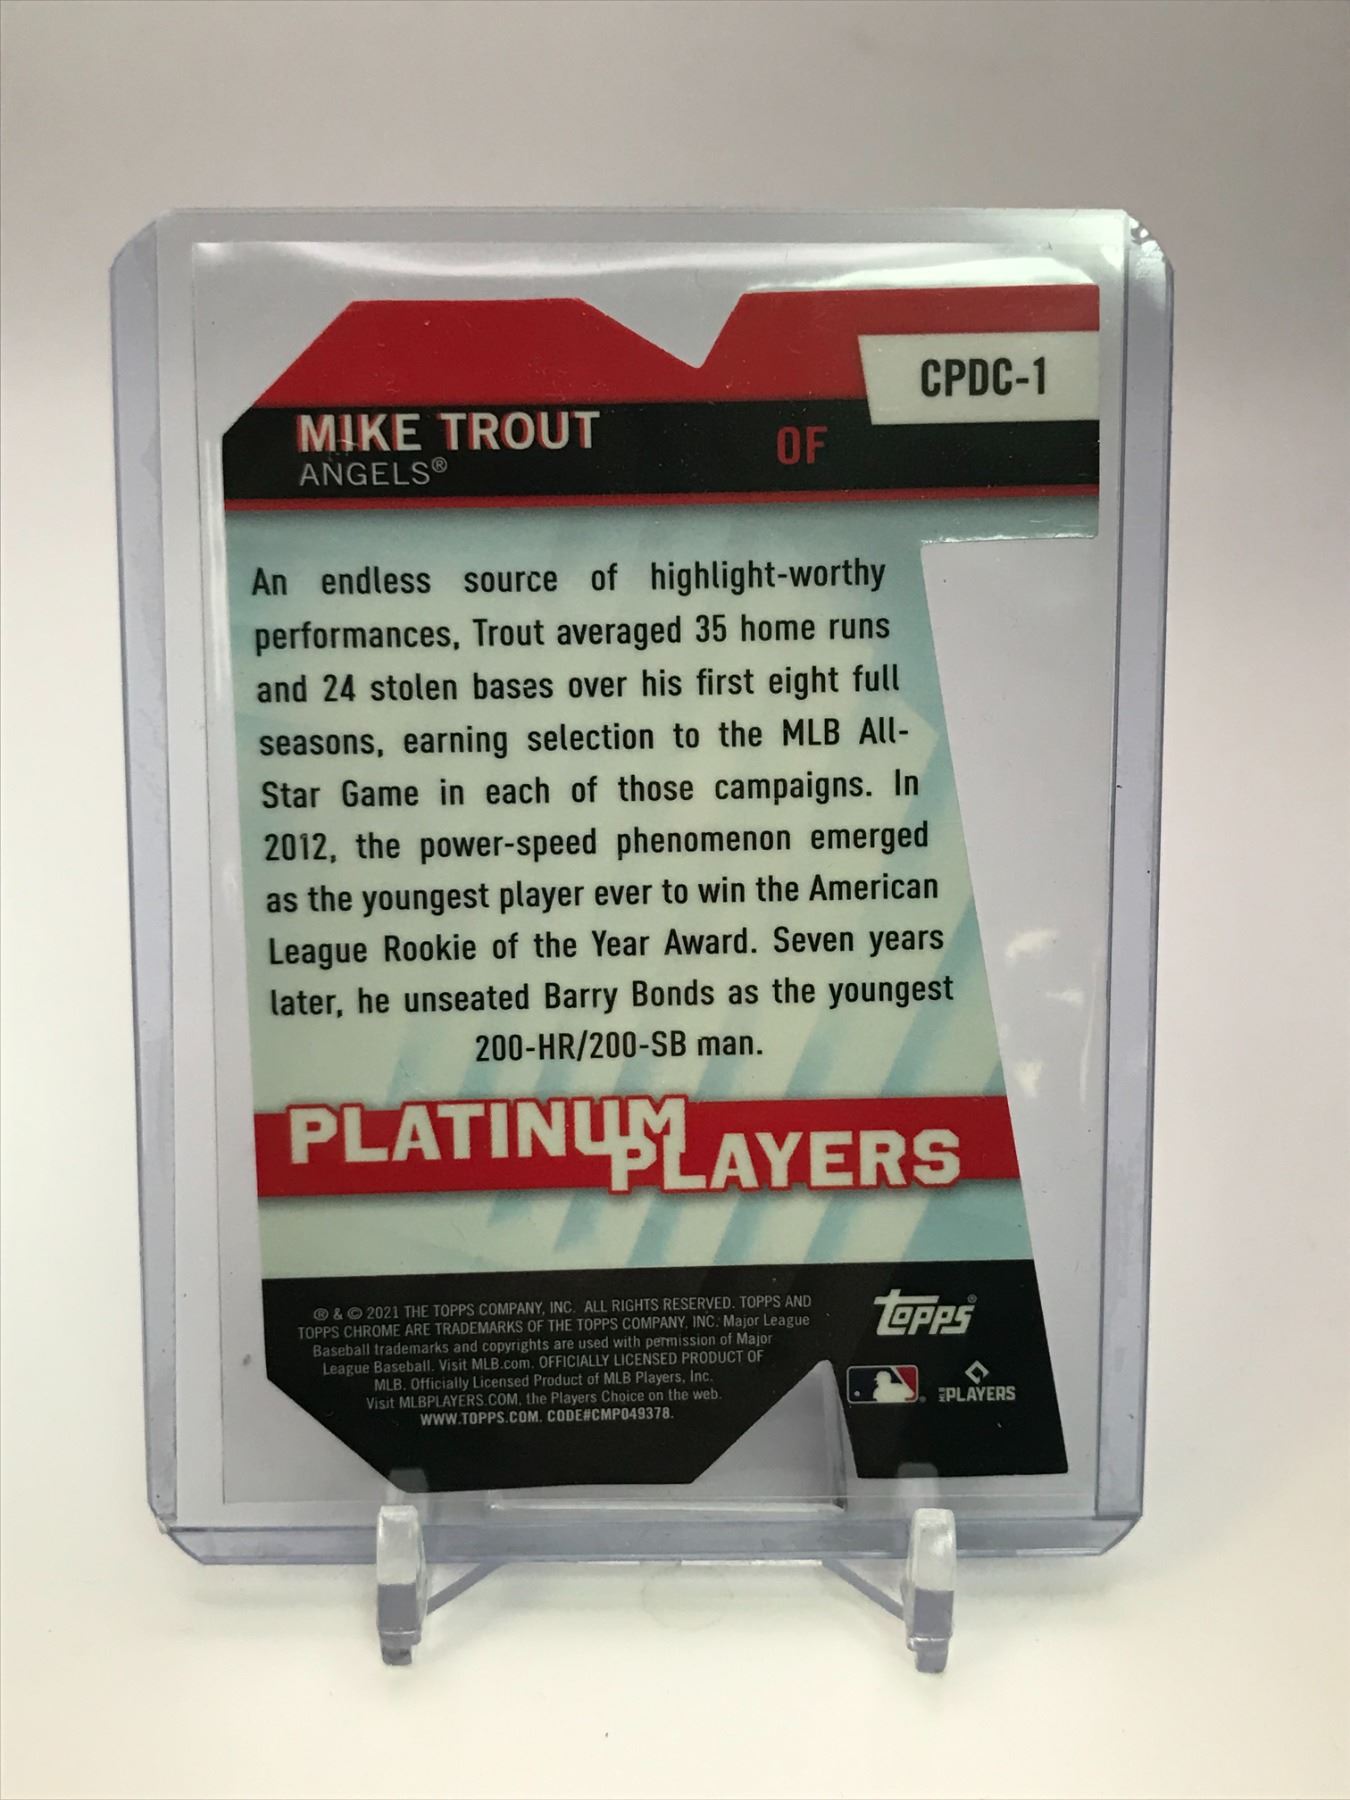 CPDC-1
MIKE TROUT
OF
ANGELS®
An endless source of highlight-worthy
performances, Trout averaged 35 home runs
and 24 stolen bases over his first eight full
seasons, earning selection to the MLB All-
Star Game in each of those campaigns. In
2012, the power-speed phenomenon emerged
as the youngest player ever to win the American
League Rookie of the Year Award. Seven years
later, he unseated Barry Bonds as the youngest
200-HR/200-SB man.
PLATINUM
PLAYERS
® & © 2021 THE TOPPS COMPANY, INC. ALL RIGHTS RESERVED. TOPPS AND
TOPPS CHROME ARE TRADEMARKS OF THE TOPPS COMPANY, INC. Major League
Baseball trademarks and copyrights are used with permission of Major
League Baseball. Visit MLB.com. OFFICIALLY LICENSED PRODUCT OF
MLB. Officially Licensed Product of MLB Players, Inc.
Visit MLBPLAYERS.COM, the Players Choice on the web.
WWW.TOPPS.COM. CODE#CMP049378.
topps®
MLB PLAYERS